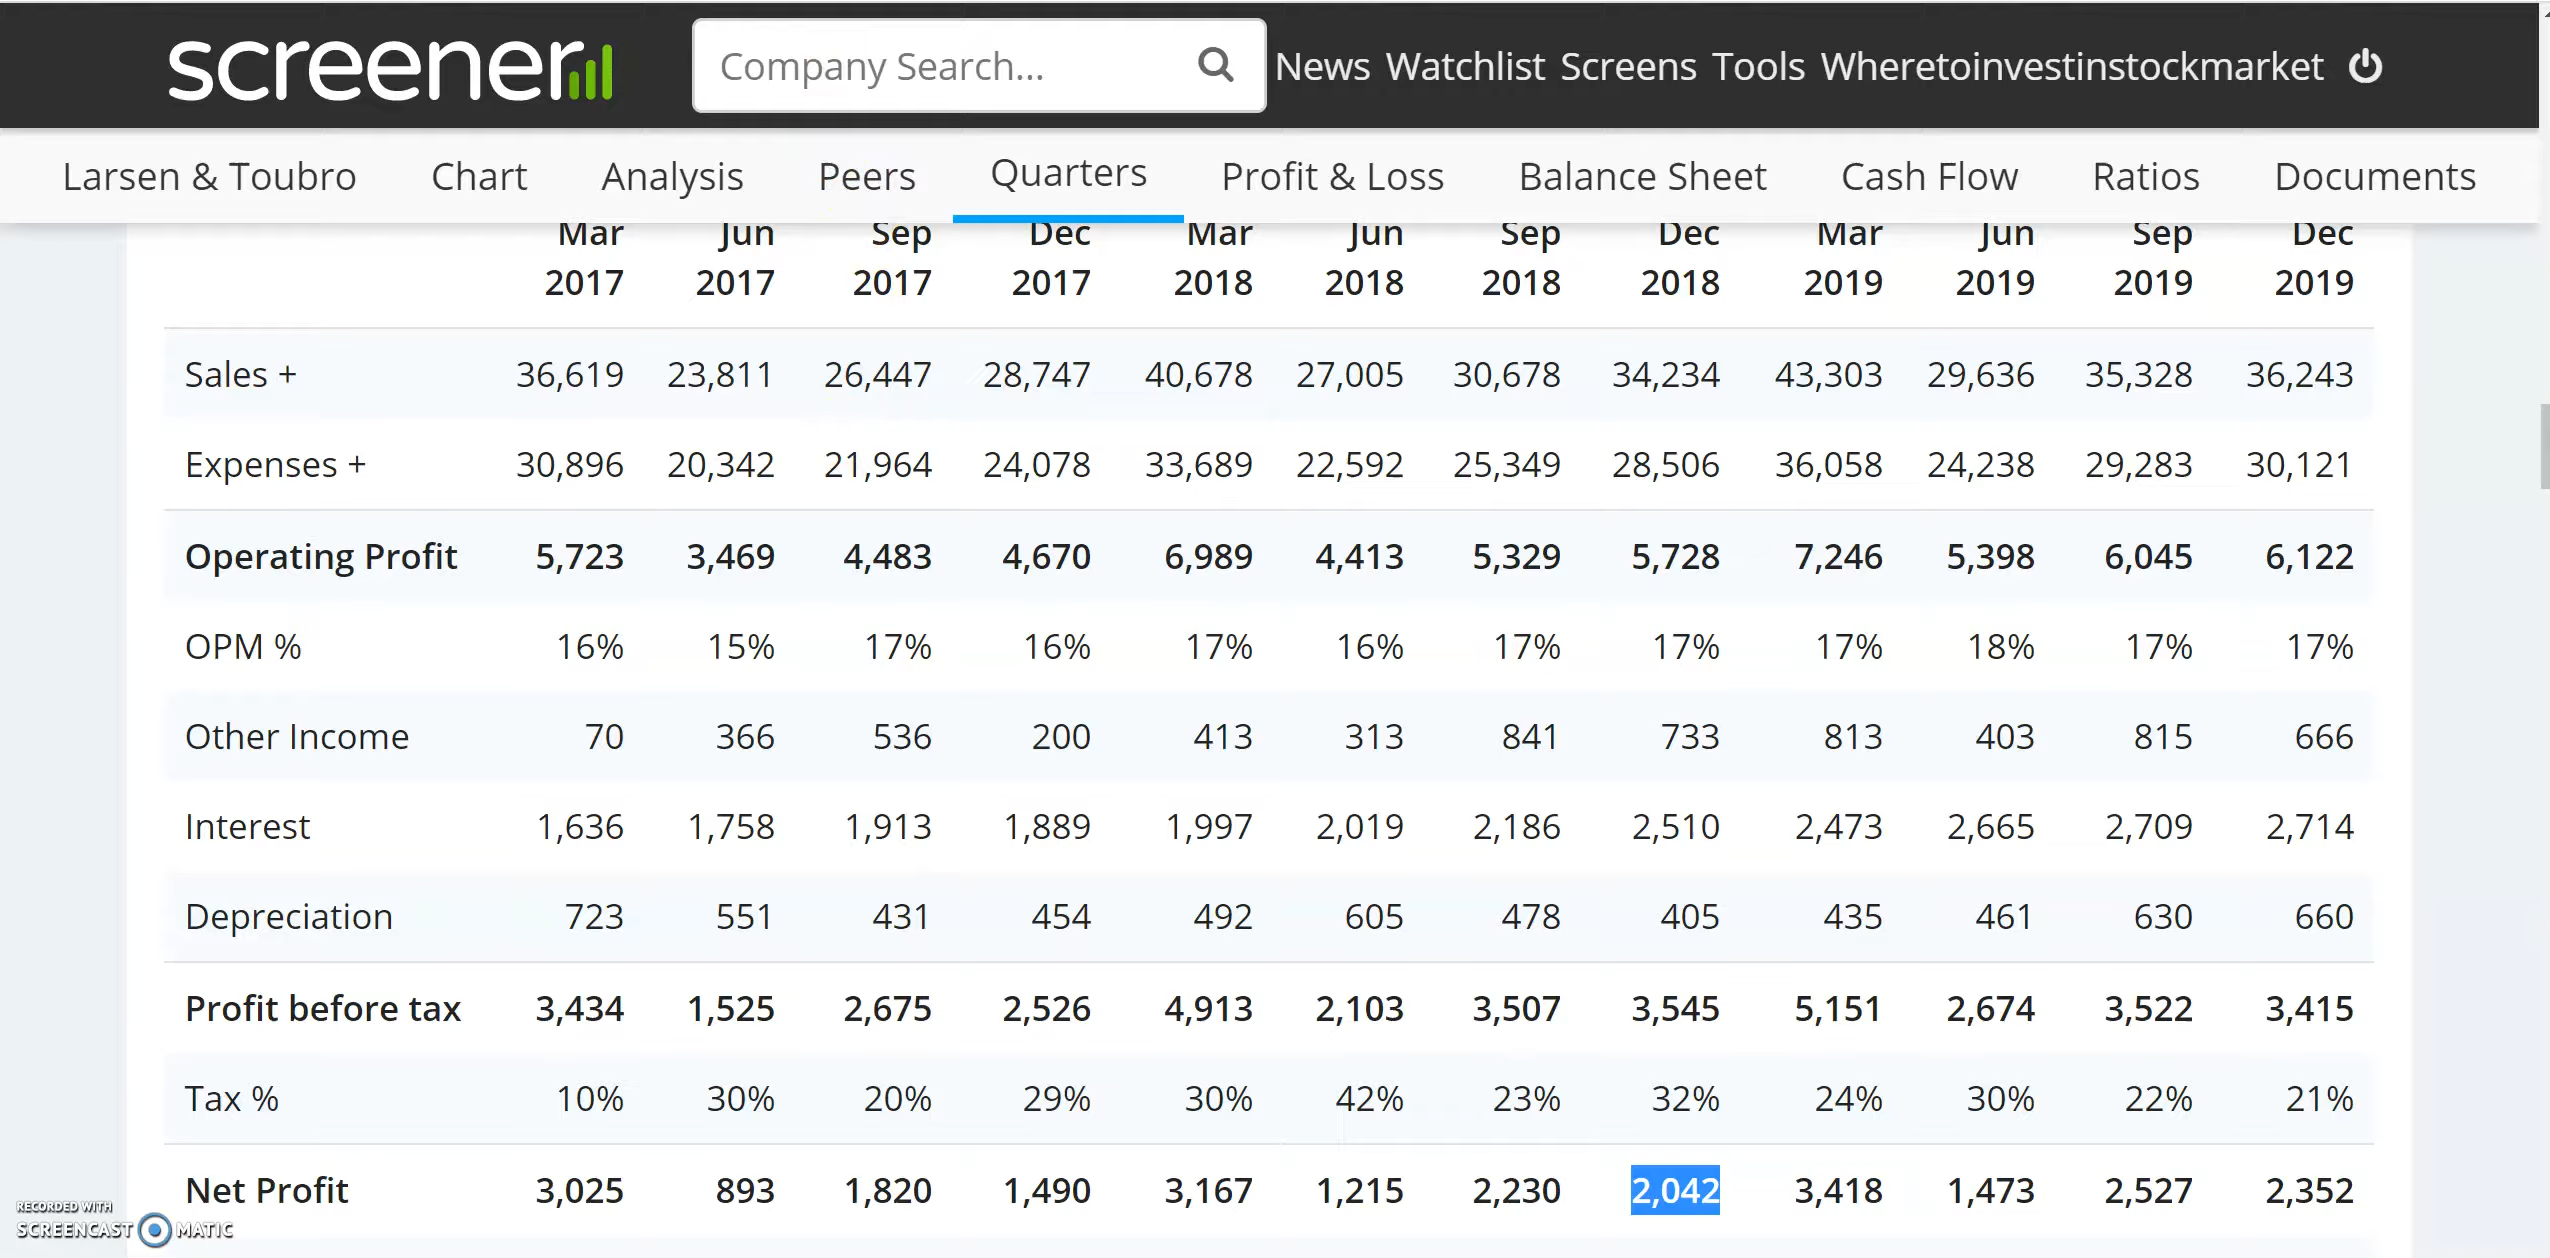 screener
Company Search...
News Watchlist Screens Tools Wheretoinvestinstockmarket
Larsen & Toubro Chart Analysis Peers Quarters Profit & Loss Balance Sheet Cash Flow Ratios Documents
Mar Jun Sep Dec Mar Jun Sep Dec Mar Jun Sep Dec
2017 2017 2017 2017 2018 2018 2018 2018 2019 2019 2019 2019
Sales + 36,619 23,811 26,447 28,747 40,678 27,005 30,678 34,234 43,303 29,636 35,328 36,243
Expenses + 30,896 20,342 21,964 24,078 33,689 22,592 25,349 28,506 36,058 24,238 29,283 30,121
Operating Profit 5,723 3,469 4,483 4,670 6,989 4,413 5,329 5,728 7,246 5,398 6,045 6,122
OPM % 16% 15% 17% 16% 17% 16% 17% 17% 17% 18% 17% 17%
Other Income 70 366 536 200 413 313 841 733 813 403 815 666
Interest 1,636 1,758 1,913 1,889 1,997 2,019 2,186 2,510 2,473 2,665 2,709 2,714
Depreciation 723 551 431 454 492 605 478 405 435 461 630 660
Profit before tax 3,434 1,525 2,675 2,526 4,913 2,103 3,507 3,545 5,151 2,674 3,522 3,415
Tax % 10% 30% 20% 29% 30% 42% 23% 32% 24% 30% 22% 21%
Net Profit 3,025 893 1,820 1,490 3,167 1,215 2,230 2,042 3,418 1,473 2,527 2,352
RECORDED WITH
SCREENCAST MATIC